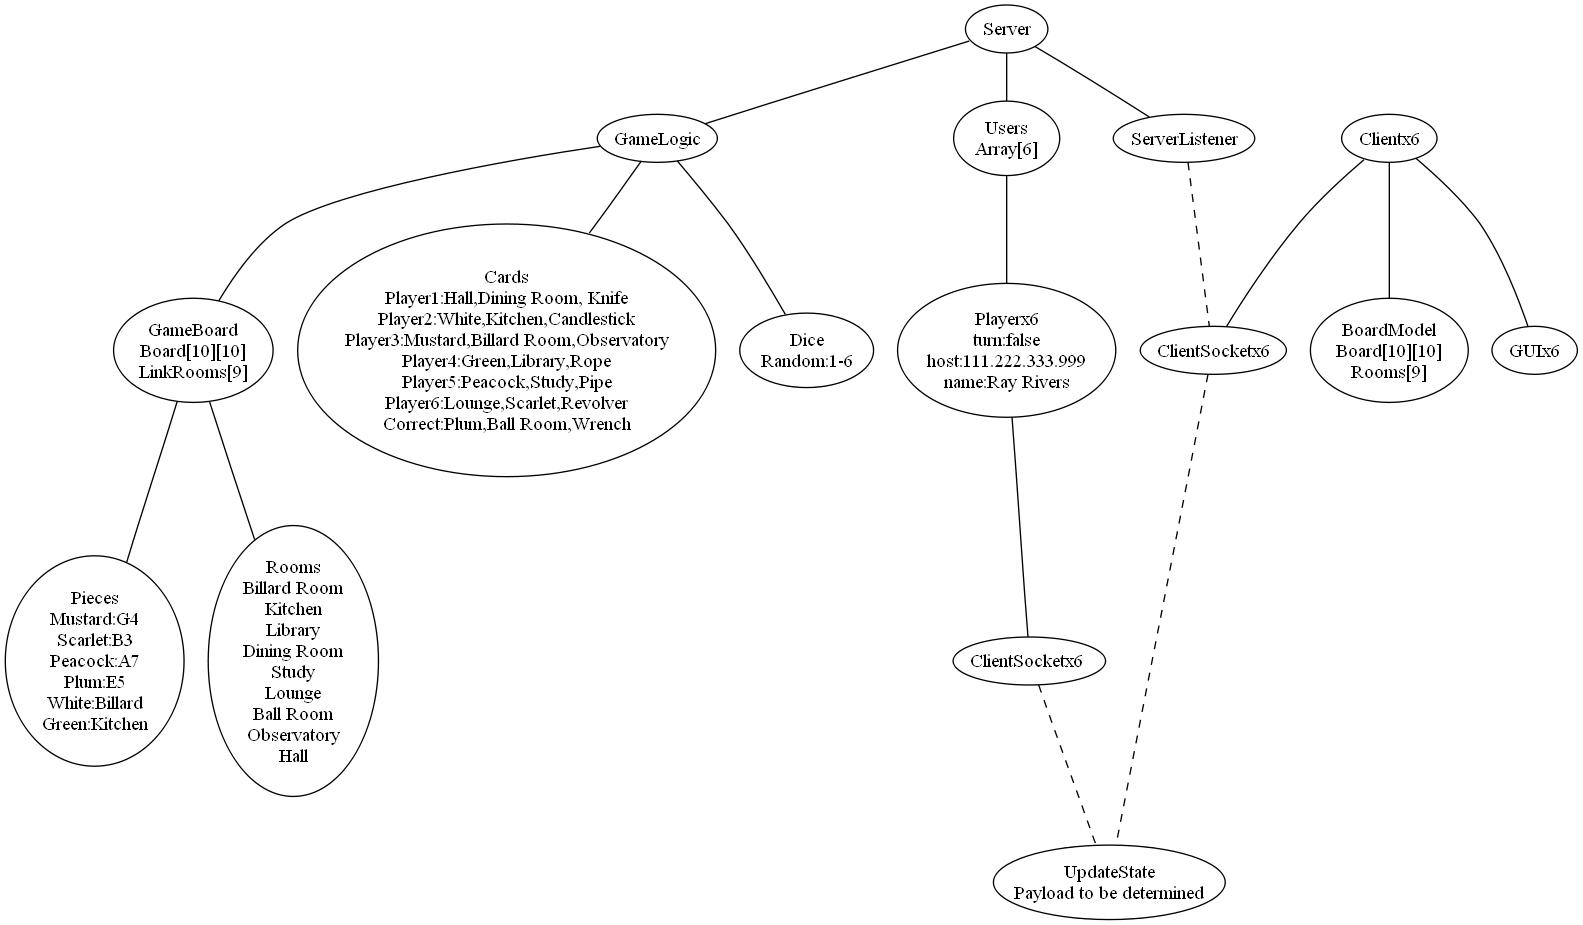 Server
GameLogic
Users
Array[6]
ServerListener
Clientx6
Cards
Player1:Hall,Dining Room, Knife
Player2:White,Kitchen,Candlestick
Player3:Mustard,Billard Room,Observatory
Player4:Green,Library,Rope
Player5:Peacock,Study,Pipe
Player6:Lounge,Scarlet,Revolver
Correct:Plum,Ball Room,Wrench
GameBoard
Board[10][10]
LinkRooms[9]
Dice
Random:1-6
Playerx6
turn:false
host:111.222.333.999
name:Ray Rivers
ClientSocketx6
BoardModel
Board[10][10]
Rooms[9]
GUIx6
Pieces
Mustard:G4
Scarlet:B3
Peacock:A7
Plum:E5
White:Billard
Green:Kitchen
Rooms
Billard Room
Kitchen
Library
Dining Room
Study
Lounge
Ball Room
Observatory
Hall
ClientSocketx6
UpdateState
Payload to be determined